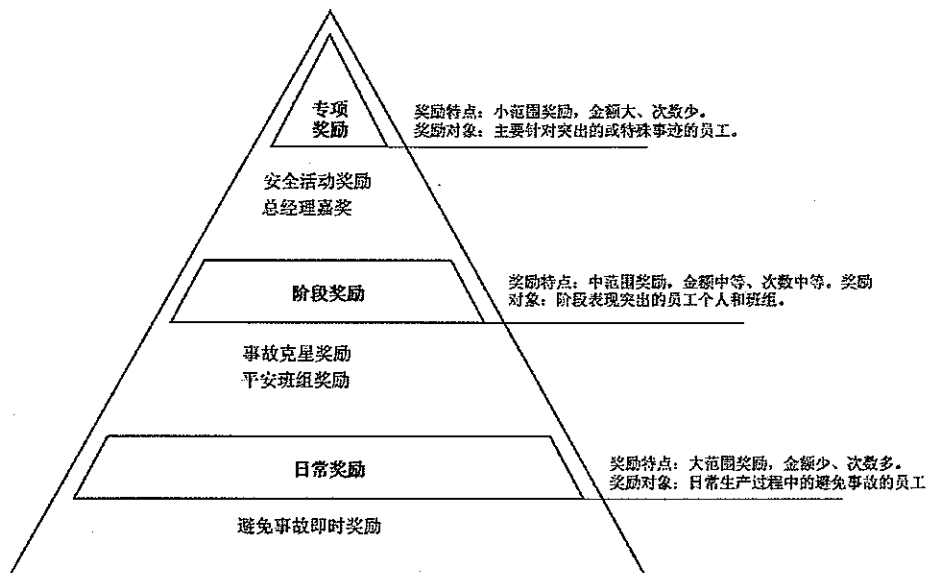 专项
奖励
奖励特点：小范围奖励，金额大、次数少。
奖励对象：主要针对突出的或特殊事迹的员工。
安全活动奖励
总经理嘉奖
阶段奖励
奖励特点：中范围奖励，金额中等、次数中等。奖励
对象：阶段表现突出的员工个人和班组。
事故克星奖励
平安班组奖励
日常奖励
奖励特点：大范围奖励，金额少、次数多。
奖励对象：日常生产过程中的避免事故的员工
避免事故即时奖励